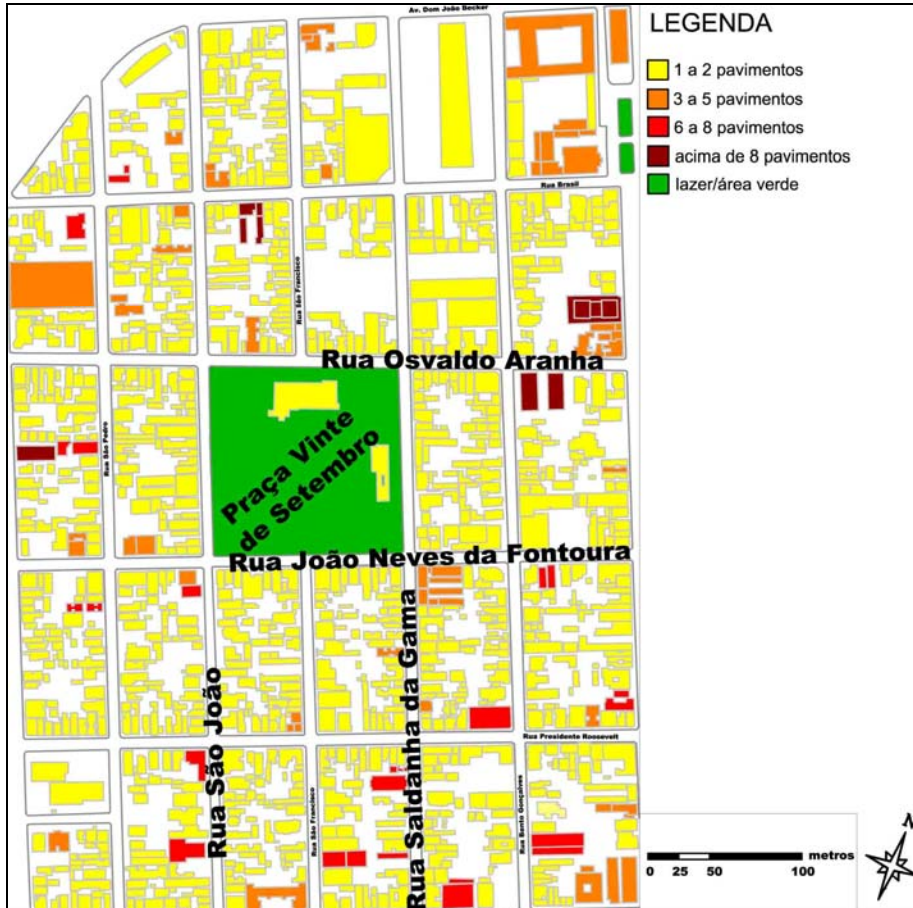 Av. Dom João Becker
LEGENDA
1 a 2 pavimentos
3 a 5 pavimentos
6 a 8 pavimentos
acima de 8 pavimentos
lazer/área verde
Rua Brasil
Rua São Francisco
Rua Osvaldo Aranha
Rua São Pedro
Praça Vinte
de Setembro
Rua João Neves da Fontoura
Rua São João
Rua Saldanha da Gama
Rua Presidente Roosevelt
Rua São Francisco
Rua Bento Gonçalves
metros
0 25 50 100
N